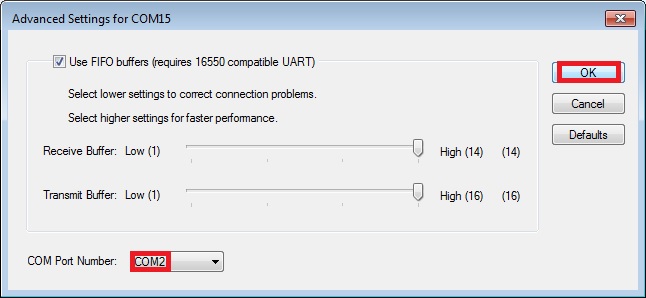 Advanced Settings for COM15
Use FIFO buffers (requires 16550 compatible UART)
OK
Select lower settings to correct connection problems.
Cancel
Select higher settings for faster performance.
Defaults
Receive Buffer: Low (1) High (14) (14)
Transmit Buffer: Low (1) High (16) (16)
COM Port Number: COM2